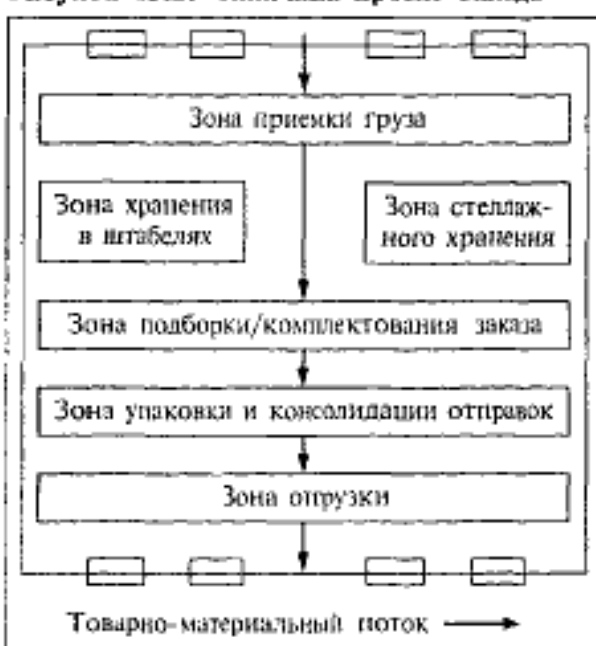 Зона приемки груза
Зона хранения
в штабелях
Зона стеллаж-
ного хранения
Зона подборки/комплектования заказа
Зона упаковки и консолидации отправок
Зона отгрузки
Товарно-материальный поток